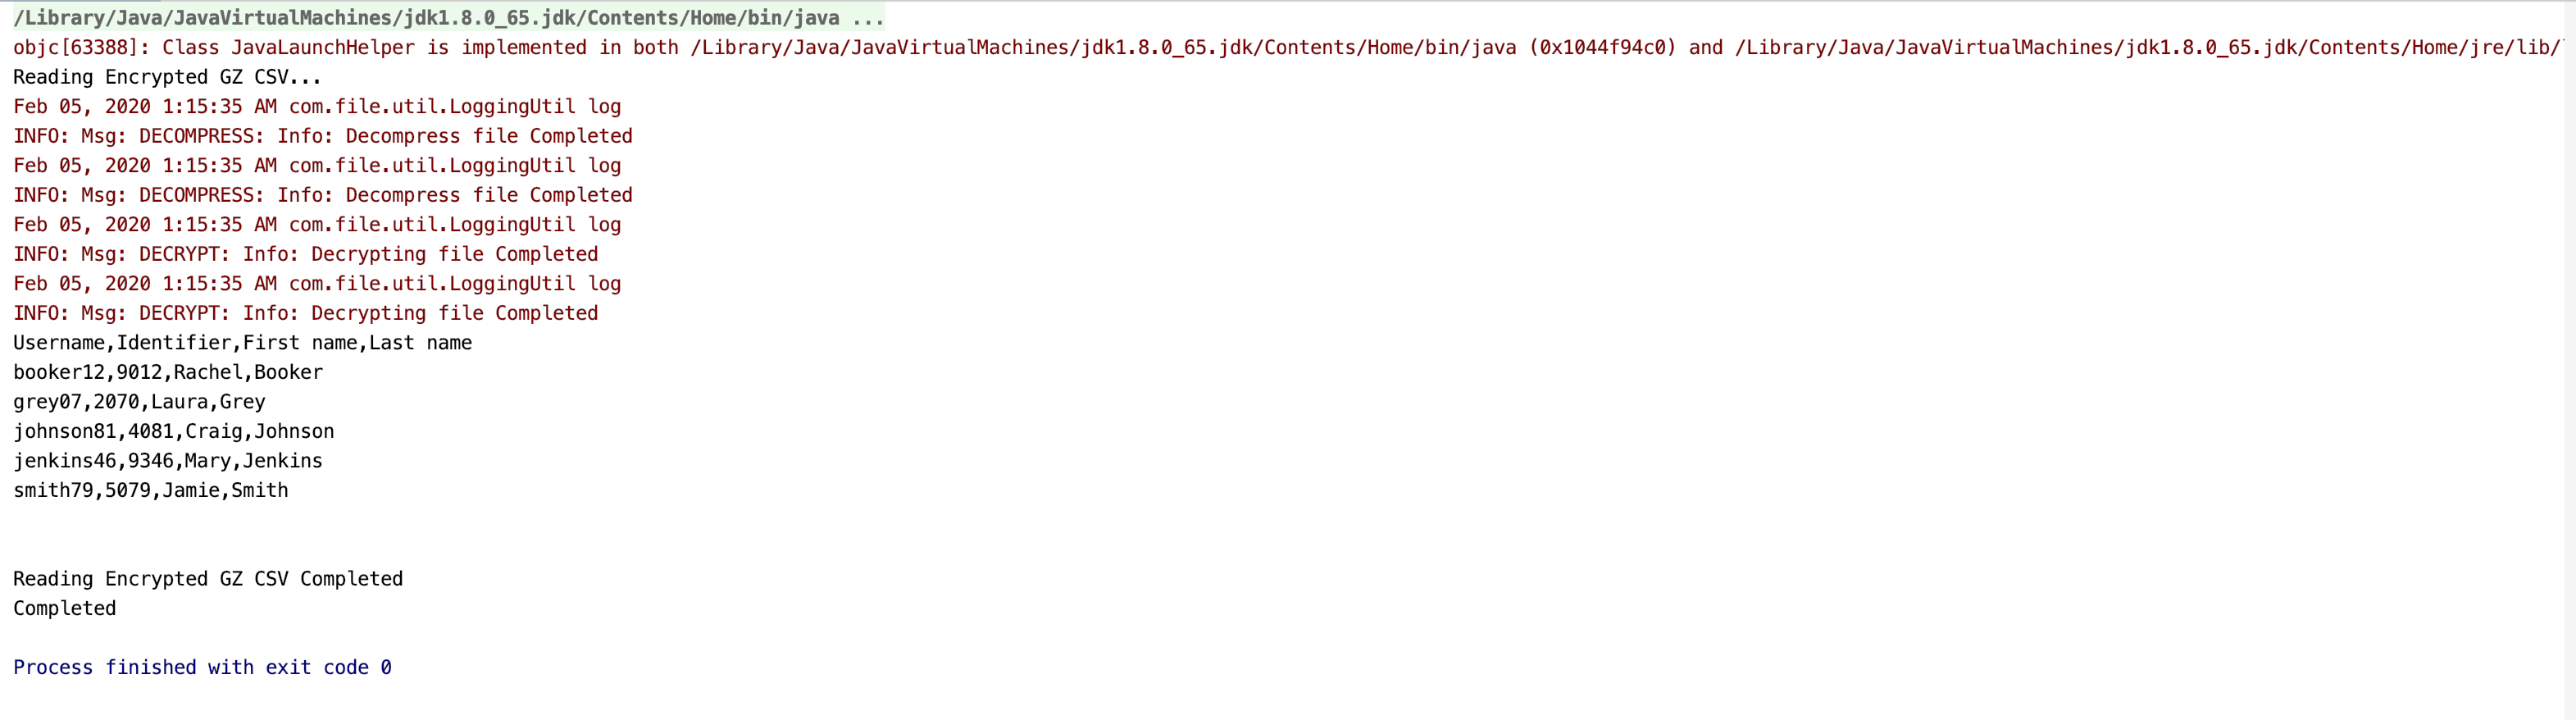 /Library/Java/JavaVirtualMachines/jdk1.8.0_65.jdk/Contents/Home/bin/java ...
objc[63388]: Class JavaLaunchHelper is implemented in both /Library/Java/JavaVirtualMachines/jdk1.8.0_65.jdk/Contents/Home/bin/java (0x1044f94c0) and /Library/Java/JavaVirtualMachines/jdk1.8.0_65.jdk/Contents/Home/jre/lib/
Reading Encrypted GZ CSV...
Feb 05, 2020 1:15:35 AM com.file.util.LoggingUtil log
INFO: Msg: DECOMPRESS: Info: Decompress file Completed
Feb 05, 2020 1:15:35 AM com.file.util.LoggingUtil log
INFO: Msg: DECOMPRESS: Info: Decompress file Completed
Feb 05, 2020 1:15:35 AM com.file.util.LoggingUtil log
INFO: Msg: DECRYPT: Info: Decrypting file Completed
Feb 05, 2020 1:15:35 AM com.file.util.LoggingUtil log
INFO: Msg: DECRYPT: Info: Decrypting file Completed
Username,Identifier,First name,Last name
booker12,9012,Rachel,Booker
grey07,2070,Laura,Grey
johnson81,4081,Craig,Johnson
jenkins46,9346,Mary,Jenkins
smith79,5079,Jamie,Smith
Reading Encrypted GZ CSV Completed
Completed
Process finished with exit code 0